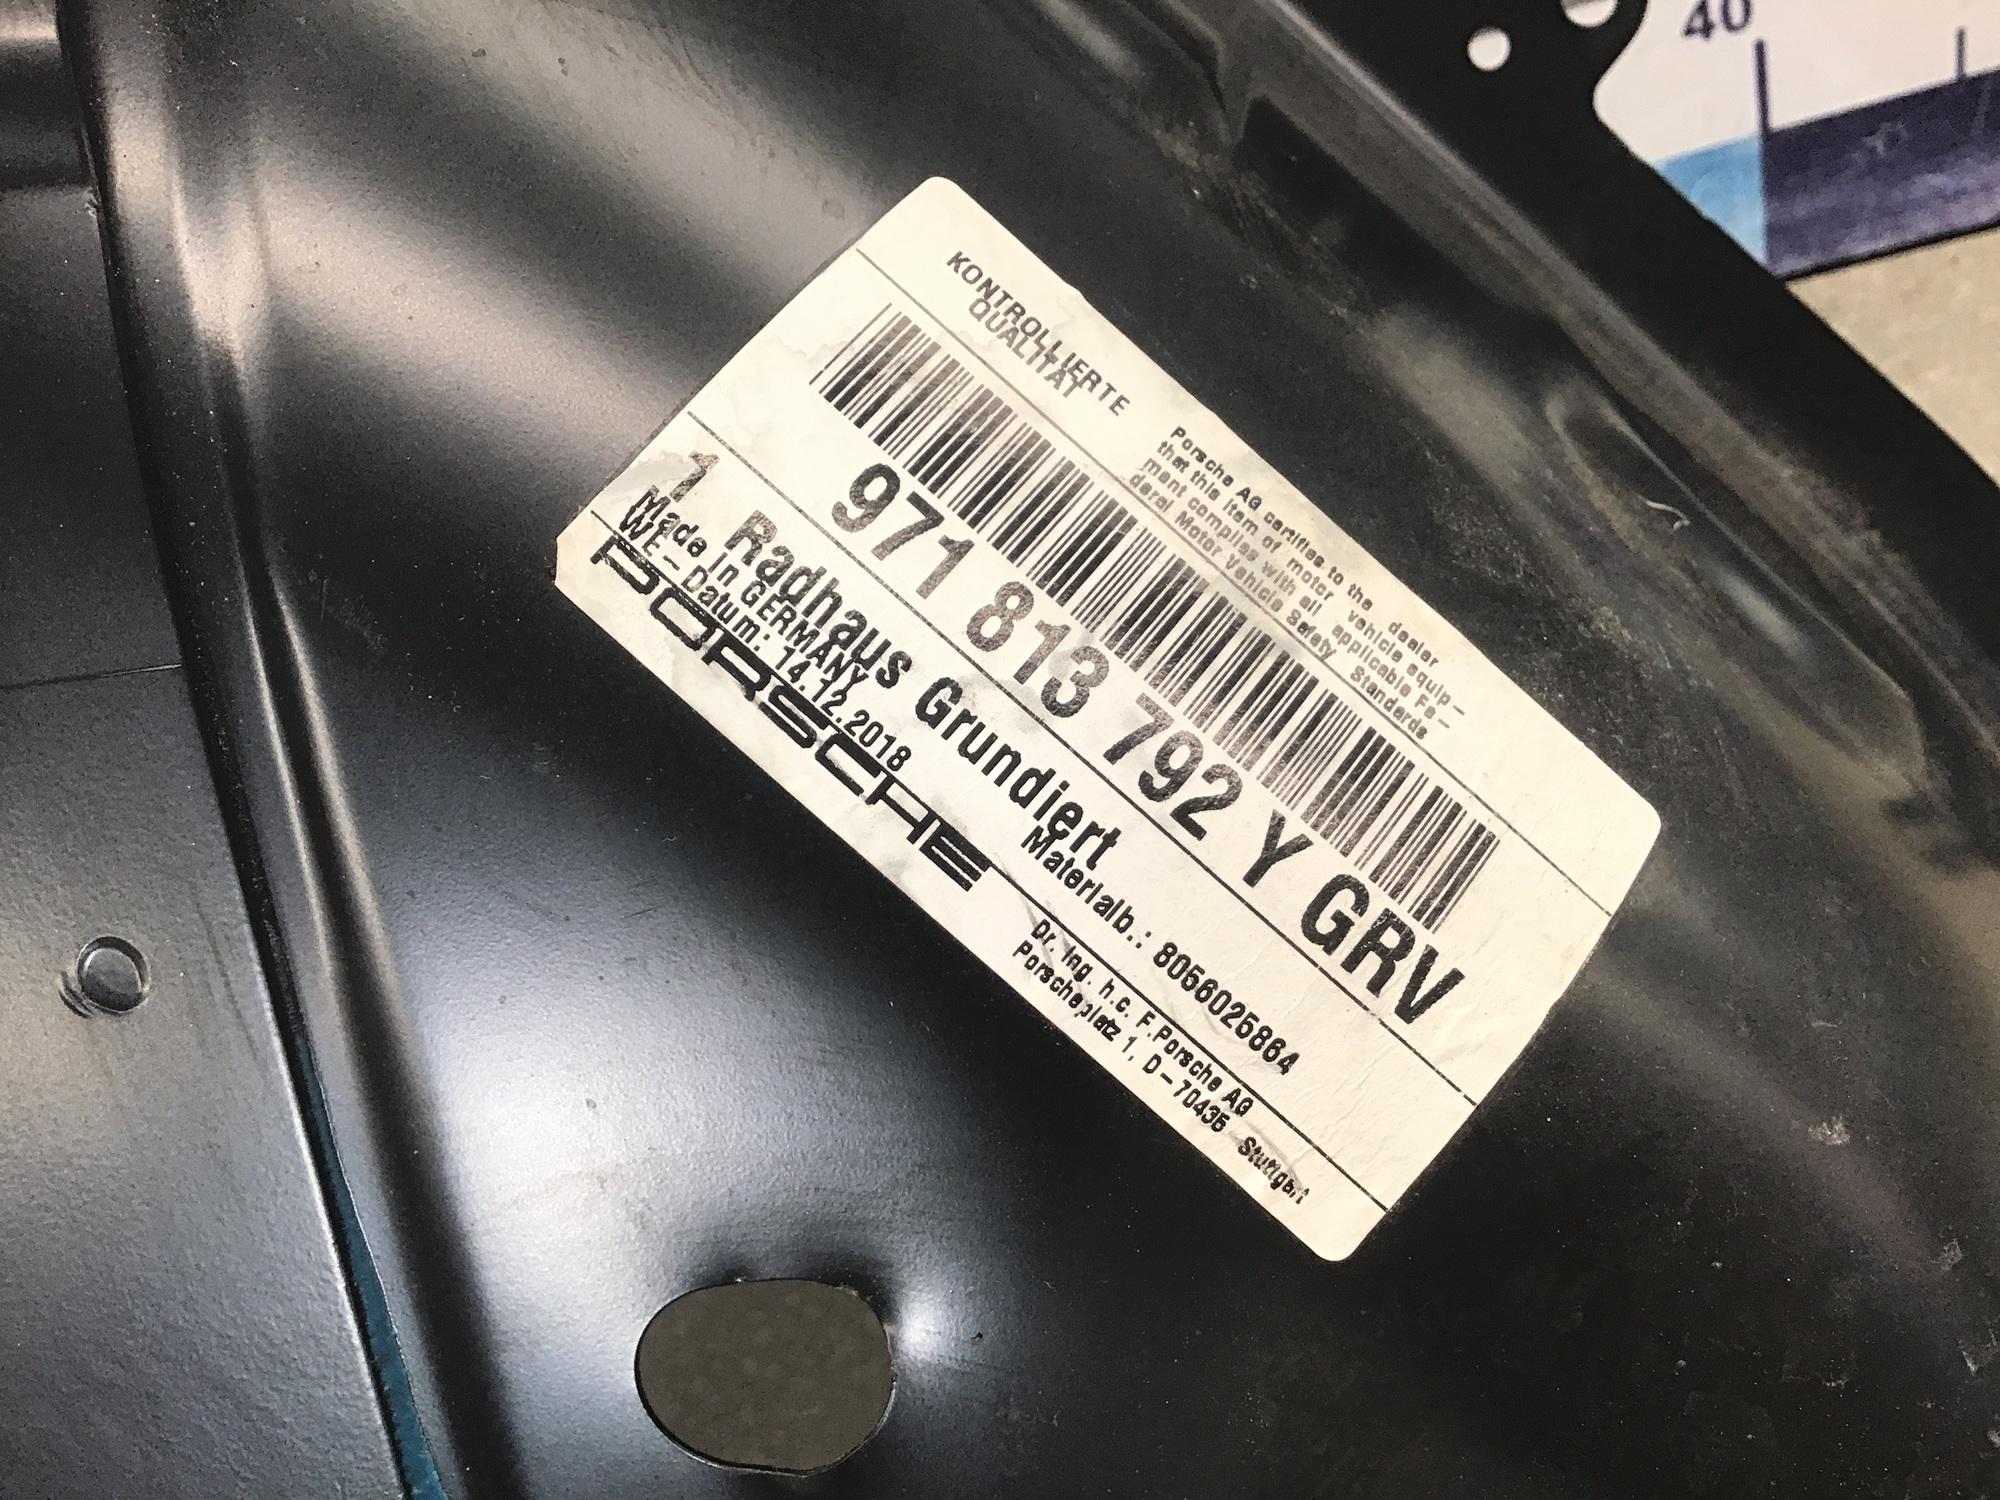 40
KONTROLLIERTE
QUALITÄT
Porsche AG certifies to the dealer
that this item of motor vehicle equip-
ment complies with all applicable Fe-
deral Motor Vehicle Safety Standards
971 813 792 Y GRV
1 Radhaus Grundiert
Made in GERMANY
WE-Datum: 14.12.2018
Materialb.: 8056025864
PORSCHE
Dr. Ing. h.c. F.Porsche AG
Porscheplatz 1, D-70435 Stuttgart